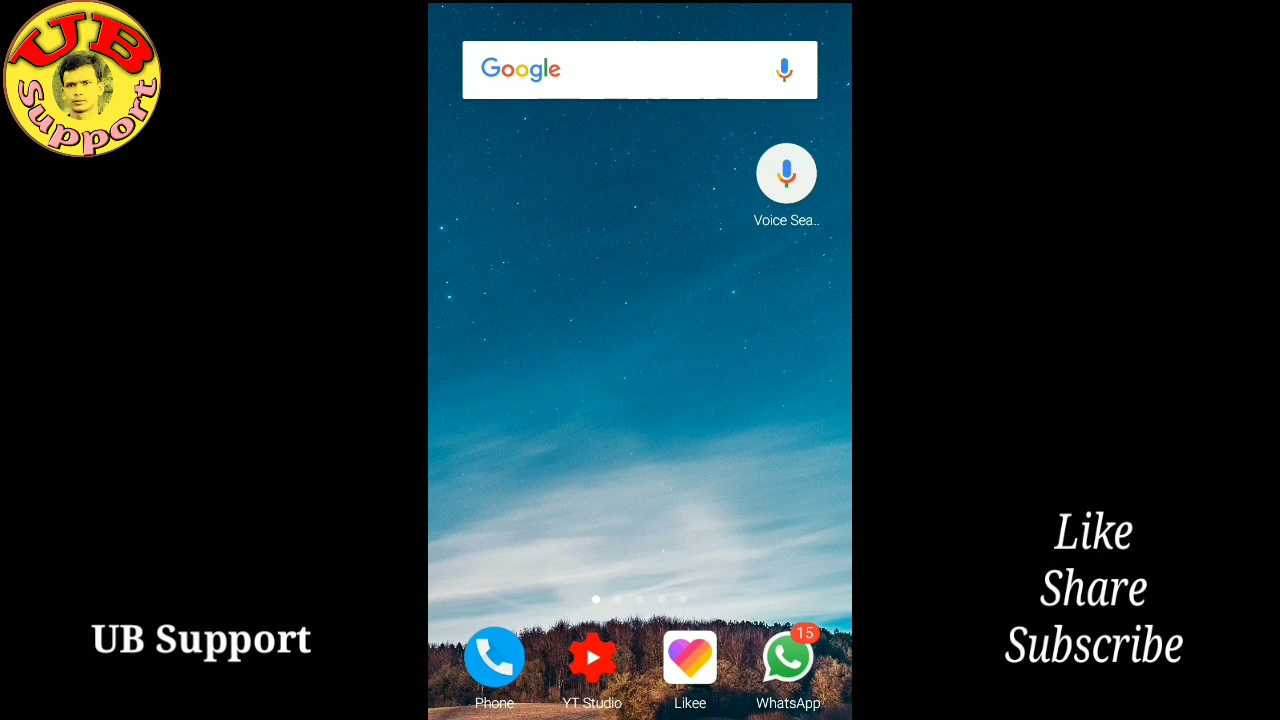 UB
Support
Google
Voice Sea..
Like
Share
Subscribe
UB Support
15
Phone
YT Studio
Likee
WhatsApp